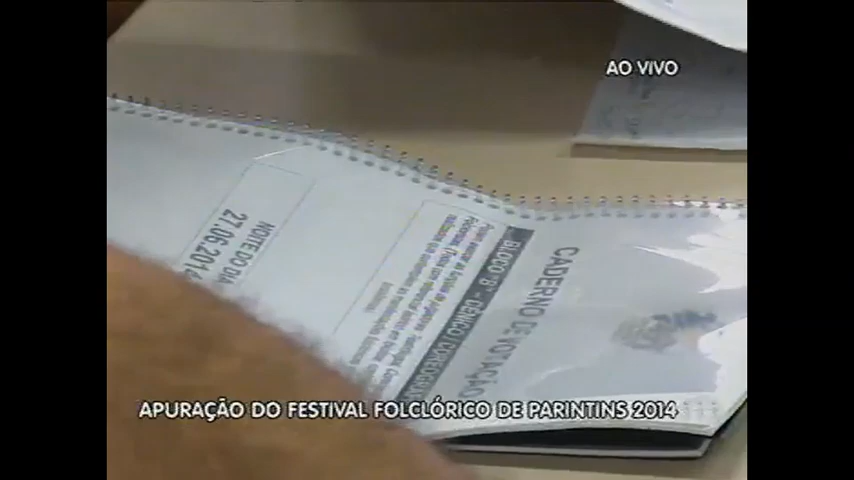 AO VIVO
CADERNO DE VOTAÇÃO
BLOCO "B" - CÊNICO / COREOGRÁ
NOITE DO DIA
27.06.2014
APURAÇÃO DO FESTIVAL FOLCLÓRICO DE PARINTINS 2014